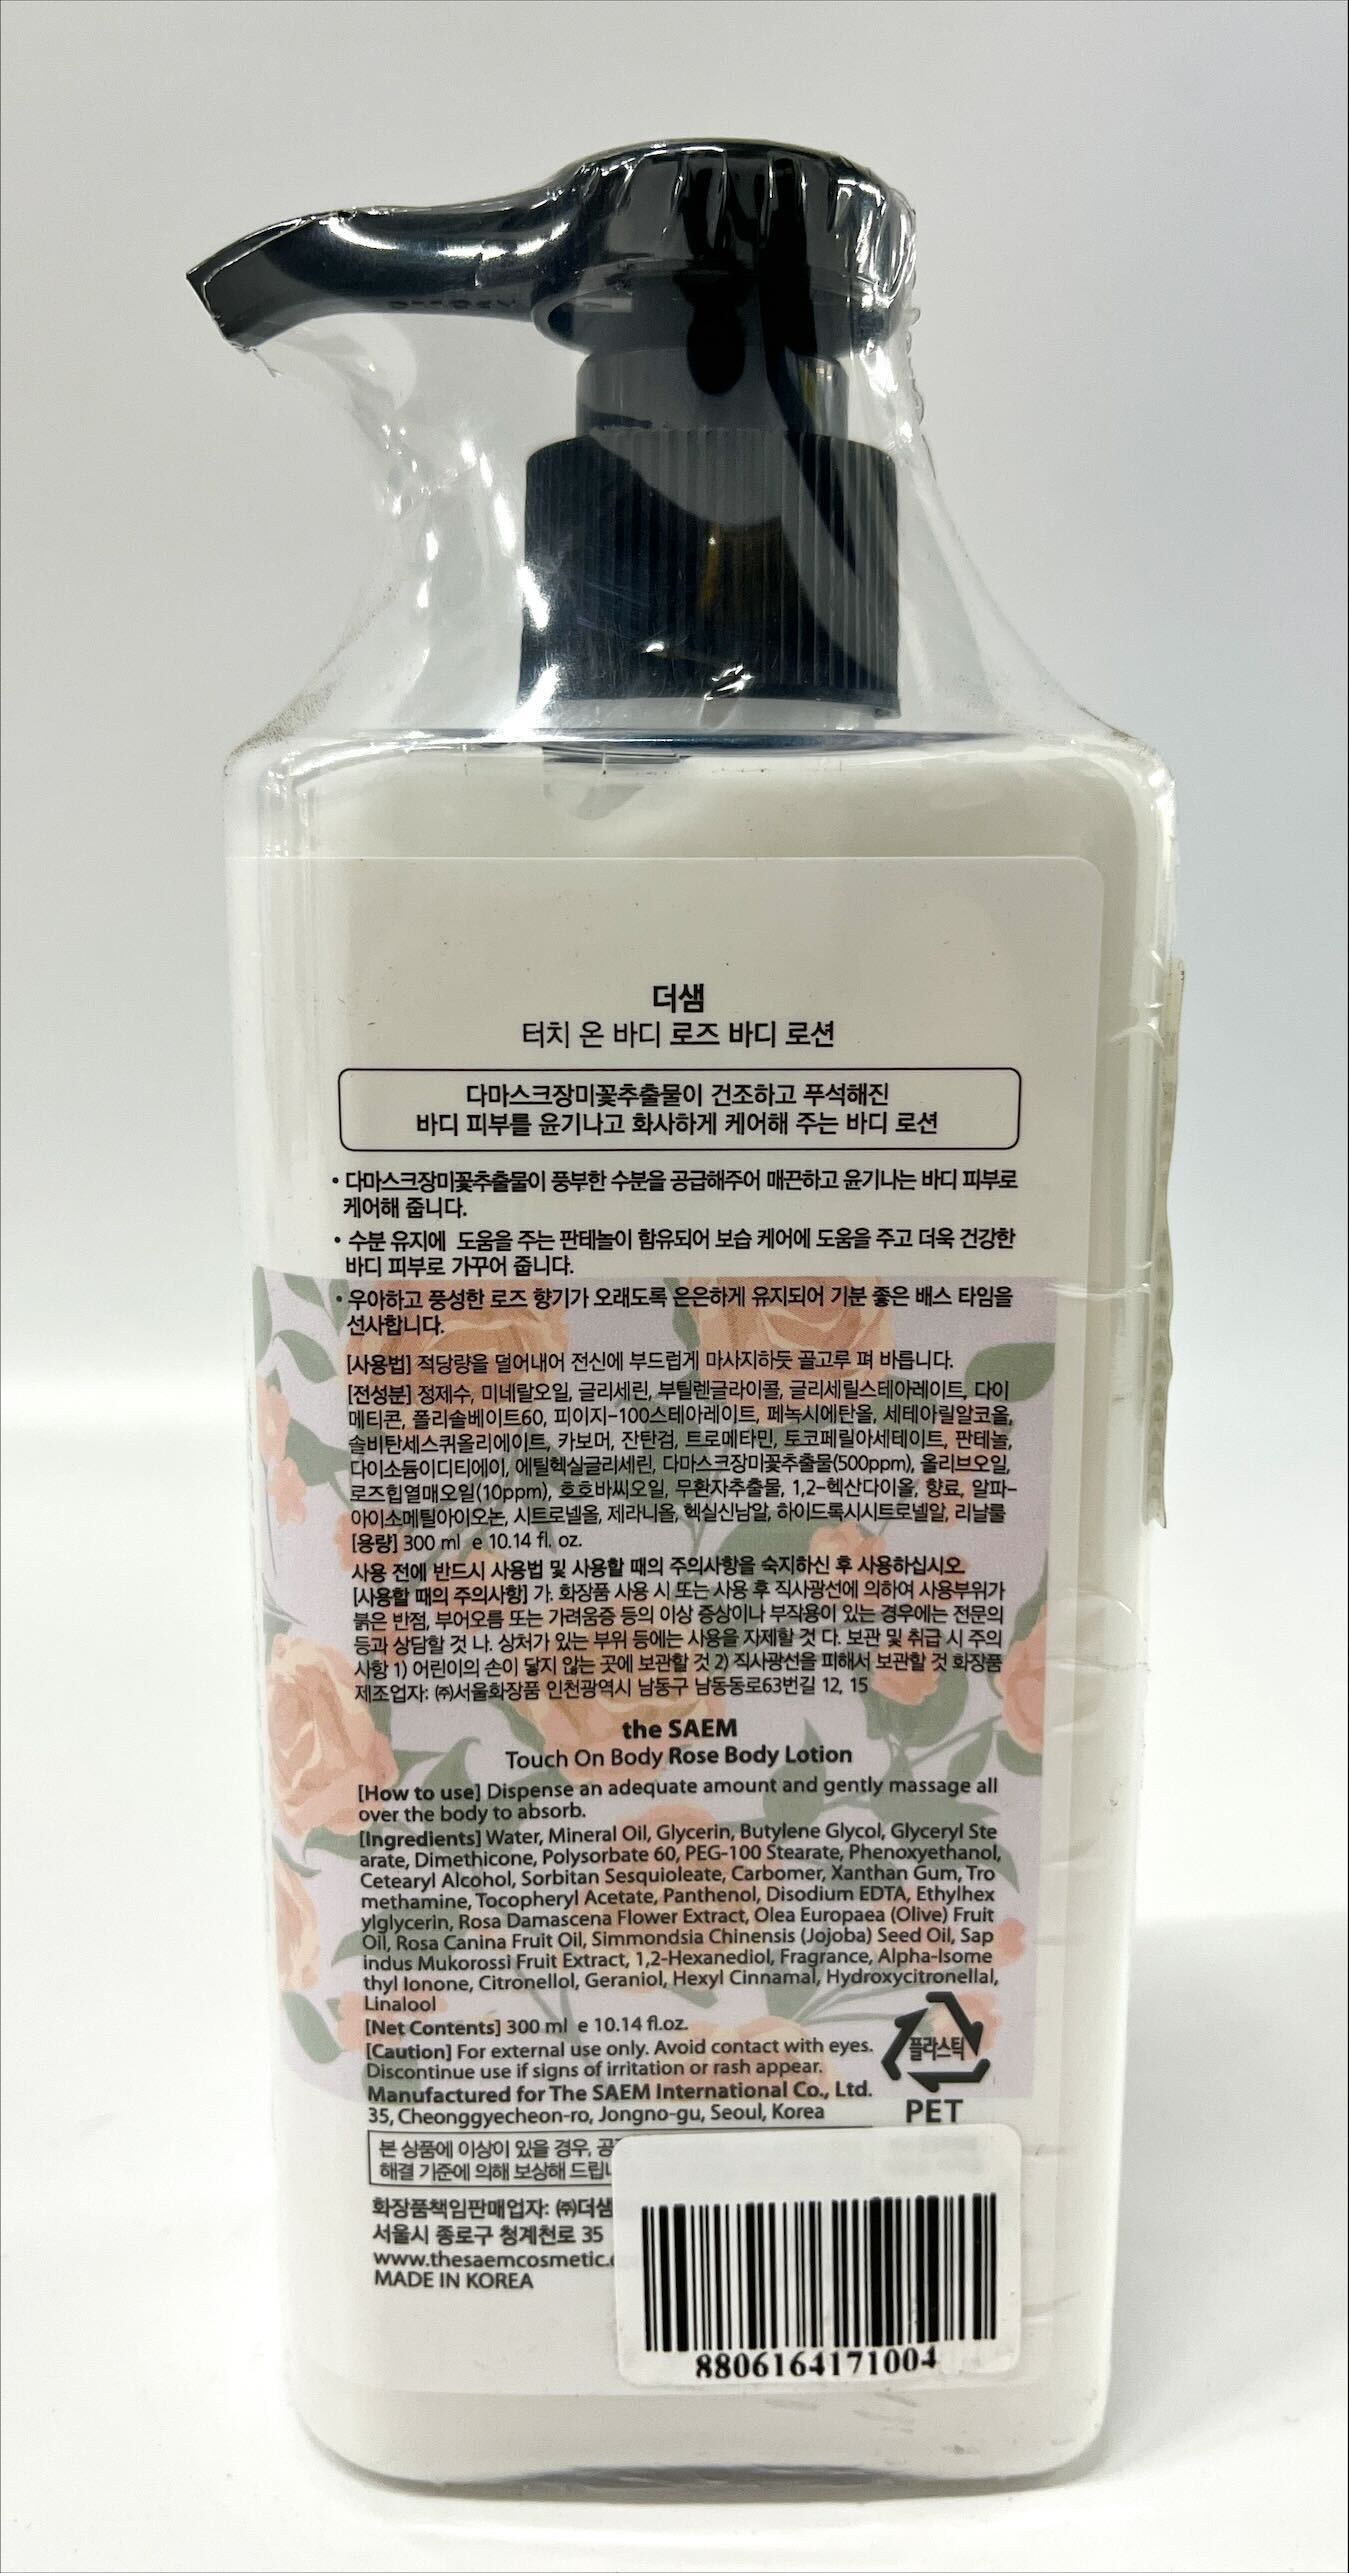 더샘
터치 온 바디 로즈 바디 로션
다마스크장미꽃추출물이 건조하고 푸석해진
바디 피부를 윤기나고 화사하게 케어해 주는 바디 로션
• 다마스크장미꽃추출물이 풍부한 수분을 공급해주어 매끈하고 윤기나는 바디 피부로
케어해 줍니다.
• 수분 유지에 도움을 주는 판테놀이 함유되어 보습 케어에 도움을 주고 더욱 건강한
바디 피부로 가꾸어 줍니다.
• 우아하고 풍성한 로즈 향기가 오래도록 은은하게 유지되어 기분 좋은 배스 타임을
선사합니다.
[사용법] 적당량을 덜어내어 전신에 부드럽게 마사지하듯 골고루 펴 바릅니다.
[전성분] 정제수, 미네랄오일, 글리세린, 부틸렌글라이콜, 글리세릴스테아레이트, 다이
메티콘, 폴리솔베이트60, 피이지-100스테아레이트, 페녹시에탄올, 세테아릴알코올,
솔비탄세스퀴올리에이트, 카보머, 잔탄검, 트로메타민, 토코페릴아세테이트, 판테놀,
다이소듐이디티에이, 에틸헥실글리세린, 다마스크장미꽃추출물(500ppm), 올리브오일,
로즈힙열매오일(10ppm), 호호바씨오일, 무환자추출물, 1,2-헥산다이올, 향료, 알파-
아이소메틸아이오논, 시트로넬올, 제라니올, 헥실신남알, 하이드록시시트로넬알, 리날룰
[용량] 300 ml e 10.14 fl. oz.
사용 전에 반드시 사용법 및 사용할 때의 주의사항을 숙지하신 후 사용하십시오.
[사용할 때의 주의사항] 가. 화장품 사용 시 또는 사용 후 직사광선에 의하여 사용부위가
붉은 반점, 부어오름 또는 가려움증 등의 이상 증상이나 부작용이 있는 경우에는 전문의
등과 상담할 것 나. 상처가 있는 부위 등에는 사용을 자제할 것 다. 보관 및 취급 시 주의
사항 1) 어린이의 손이 닿지 않는 곳에 보관할 것 2) 직사광선을 피해서 보관할 것 화장품
제조업자: ㈜서울화장품 인천광역시 남동구 남동동로63번길 12, 15
the SAEM
Touch On Body Rose Body Lotion
[How to use] Dispense an adequate amount and gently massage all
over the body to absorb.
[Ingredients] Water, Mineral Oil, Glycerin, Butylene Glycol, Glyceryl Ste
arate, Dimethicone, Polysorbate 60, PEG-100 Stearate, Phenoxyethanol,
Cetearyl Alcohol, Sorbitan Sesquioleate, Carbomer, Xanthan Gum, Tro
methamine, Tocopheryl Acetate, Panthenol, Disodium EDTA, Ethylhex
ylglycerin, Rosa Damascena Flower Extract, Olea Europaea (Olive) Fruit
Oil, Rosa Canina Fruit Oil, Simmondsia Chinensis (Jojoba) Seed Oil, Sap
indus Mukorossi Fruit Extract, 1,2-Hexanediol, Fragrance, Alpha-Isome
thyl Ionone, Citronellol, Geraniol, Hexyl Cinnamal, Hydroxycitronellal,
Linalool
[Net Contents] 300 ml e 10.14 fl.oz.
[Caution] For external use only. Avoid contact with eyes.
Discontinue use if signs of irritation or rash appear.
Manufactured for The SAEM International Co., Ltd.
35, Cheonggyecheon-ro, Jongno-gu, Seoul, Korea
플라스틱
PET
본 상품에 이상이 있을 경우,
해결 기준에 의해 보상해
화장품책임판매업자: ㈜더샘
서울시 종로구 청계천로 35
www.thesaemcosmetic.
MADE IN KOREA
8806164171004